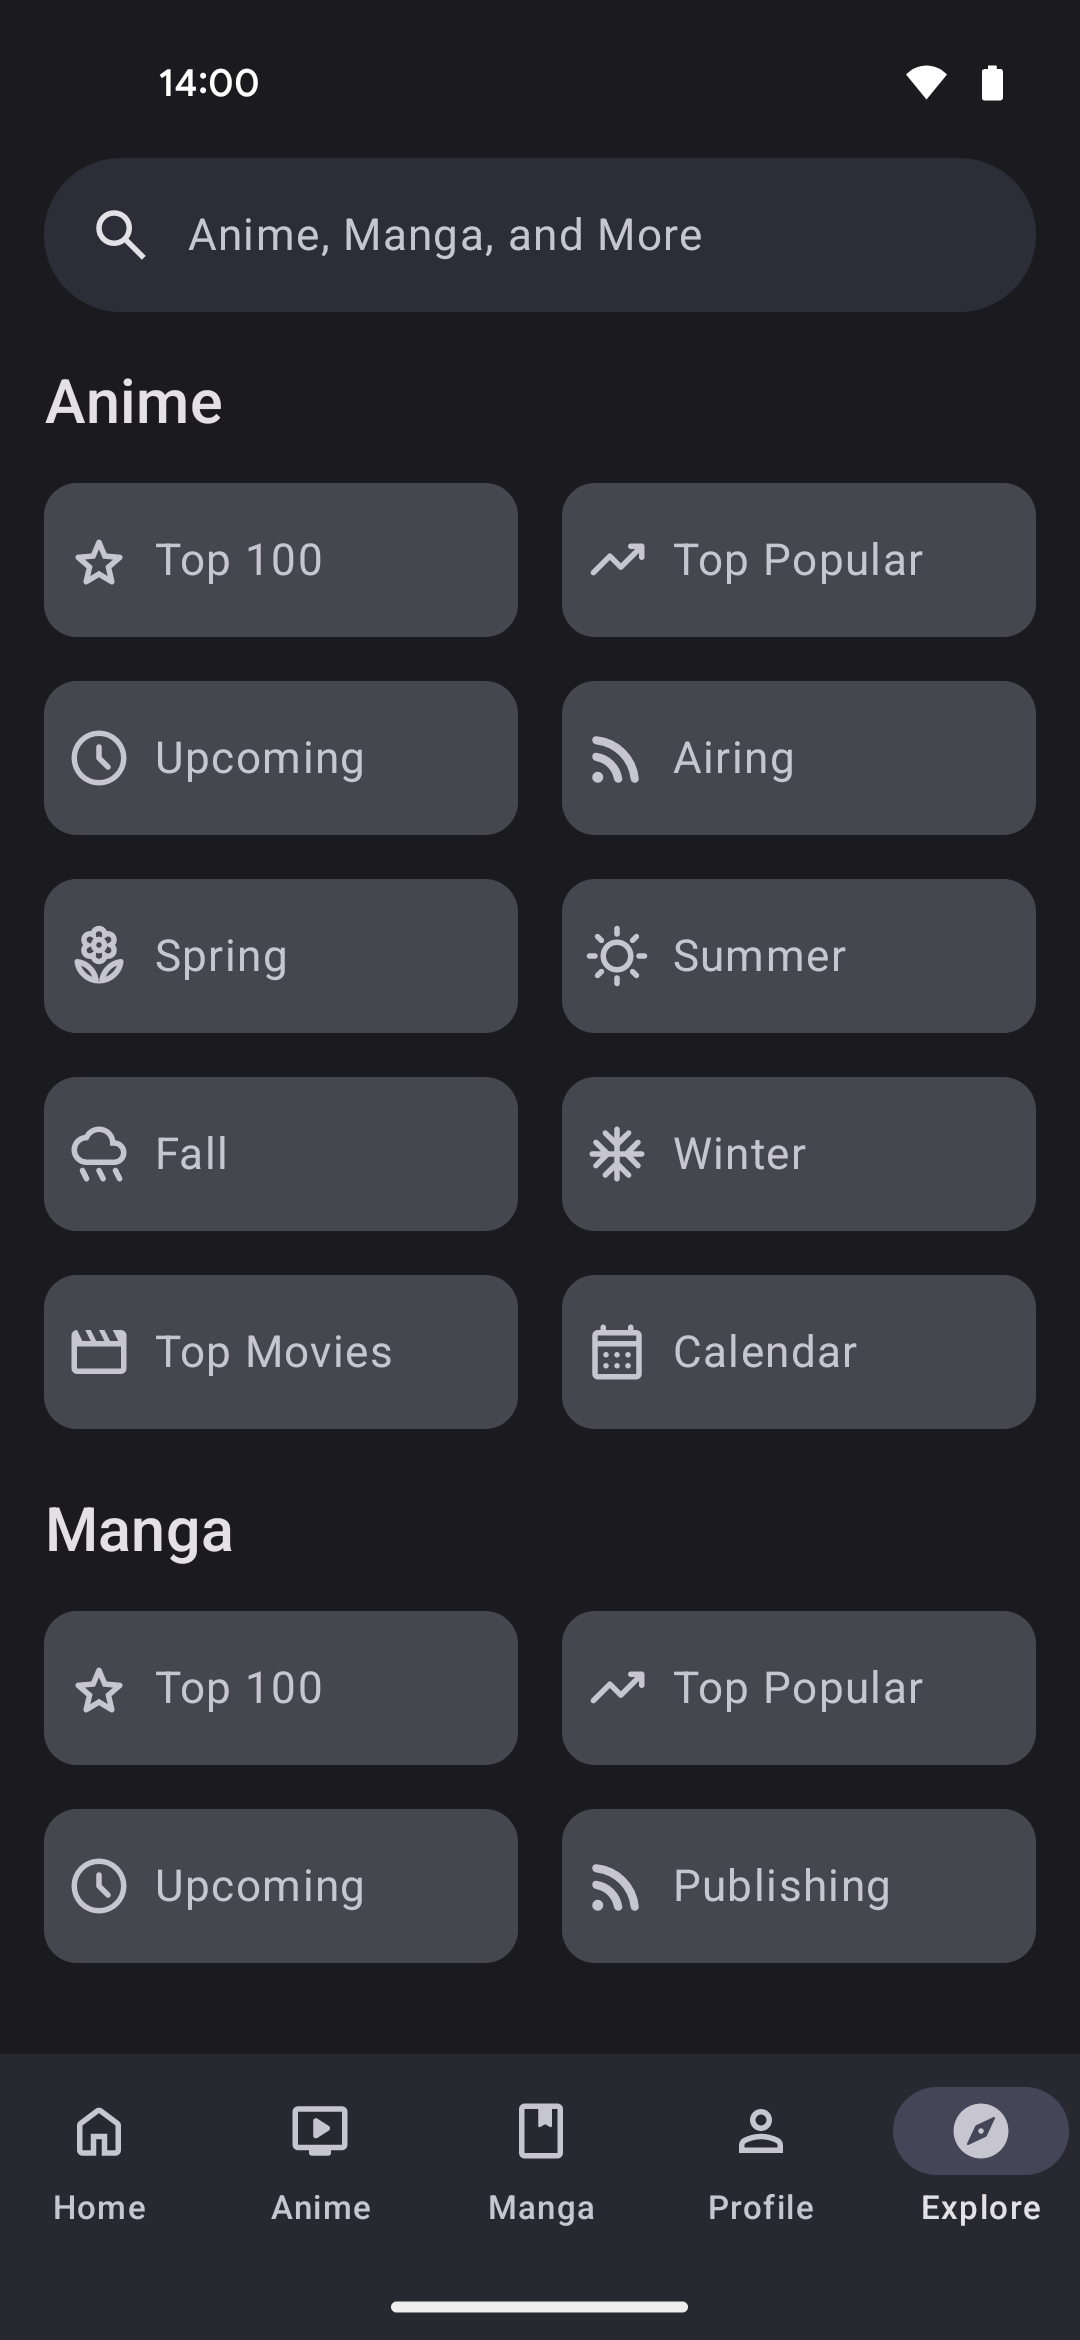 14:00
Anime, Manga, and More
Anime
Top 100
Top Popular
Upcoming
Airing
Spring
Summer
Fall
Winter
Top Movies
Calendar
Manga
Top 100
Top Popular
Upcoming
Publishing
Home
Anime
Manga
Profile
Explore